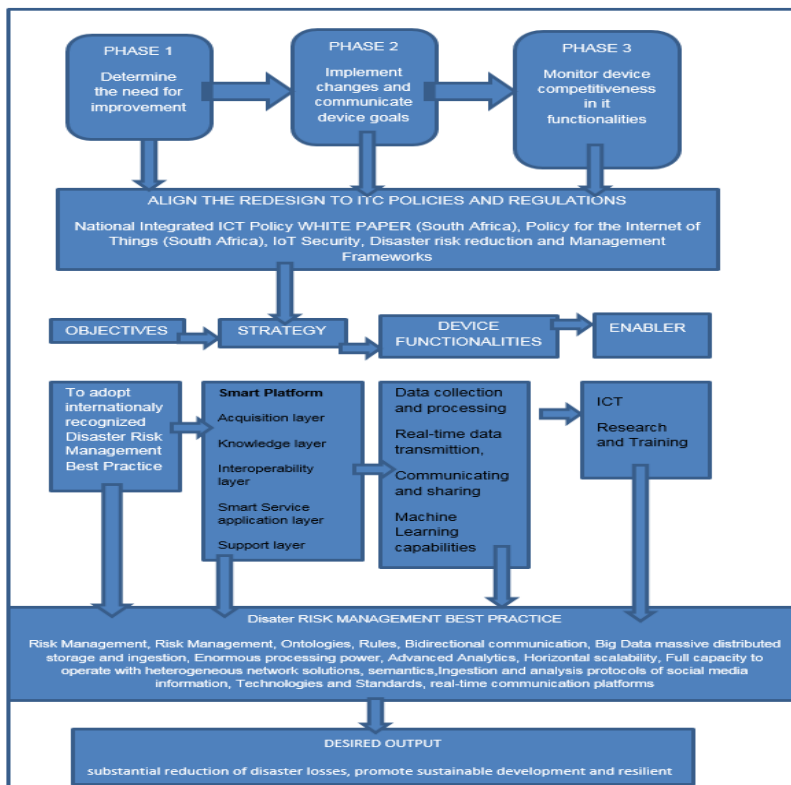 PHASE 1
Determine
the need for
improvement
PHASE 2
Implement
changes and
communicate
device goals
PHASE 3
Monitor device
competitiveness
in it
functionalities
ALIGN THE REDESIGN TO ITC POLICIES AND REGULATIONS
National Integrated ICT Policy WHITE PAPER (South Africa), Policy for the Internet of
Things (South Africa), IoT Security, Disaster risk reduction and Management
Frameworks
OBJECTIVES
STRATEGY
DEVICE
FUNCTIONALITIES
ENABLER
To adopt
internationaly
recognized
Disaster Risk
Management
Best Practice
Smart Platform
Acquisition layer
Knowledge layer
Interoperability
layer
Smart Service
application layer
Support layer
Data collection
and processing
Real-time data
transmittion,
Communicating
and sharing
Machine
Learning
capabilities
ICT
Research
and Training
Disater RISK MANAGEMENT BEST PRACTICE
Risk Management, Risk Management, Ontologies, Rules, Bidirectional communication, Big Data massive distributed
storage and ingestion, Enormous processing power, Advanced Analytics, Horizontal scalability, Full capacity to
operate with heterogeneous network solutions, semantics,Ingestion and analysis protocols of social media
information, Technologies and Standards, real-time communication platforms
DESIRED OUTPUT
substantial reduction of disaster losses, promote sustainable development and resilient